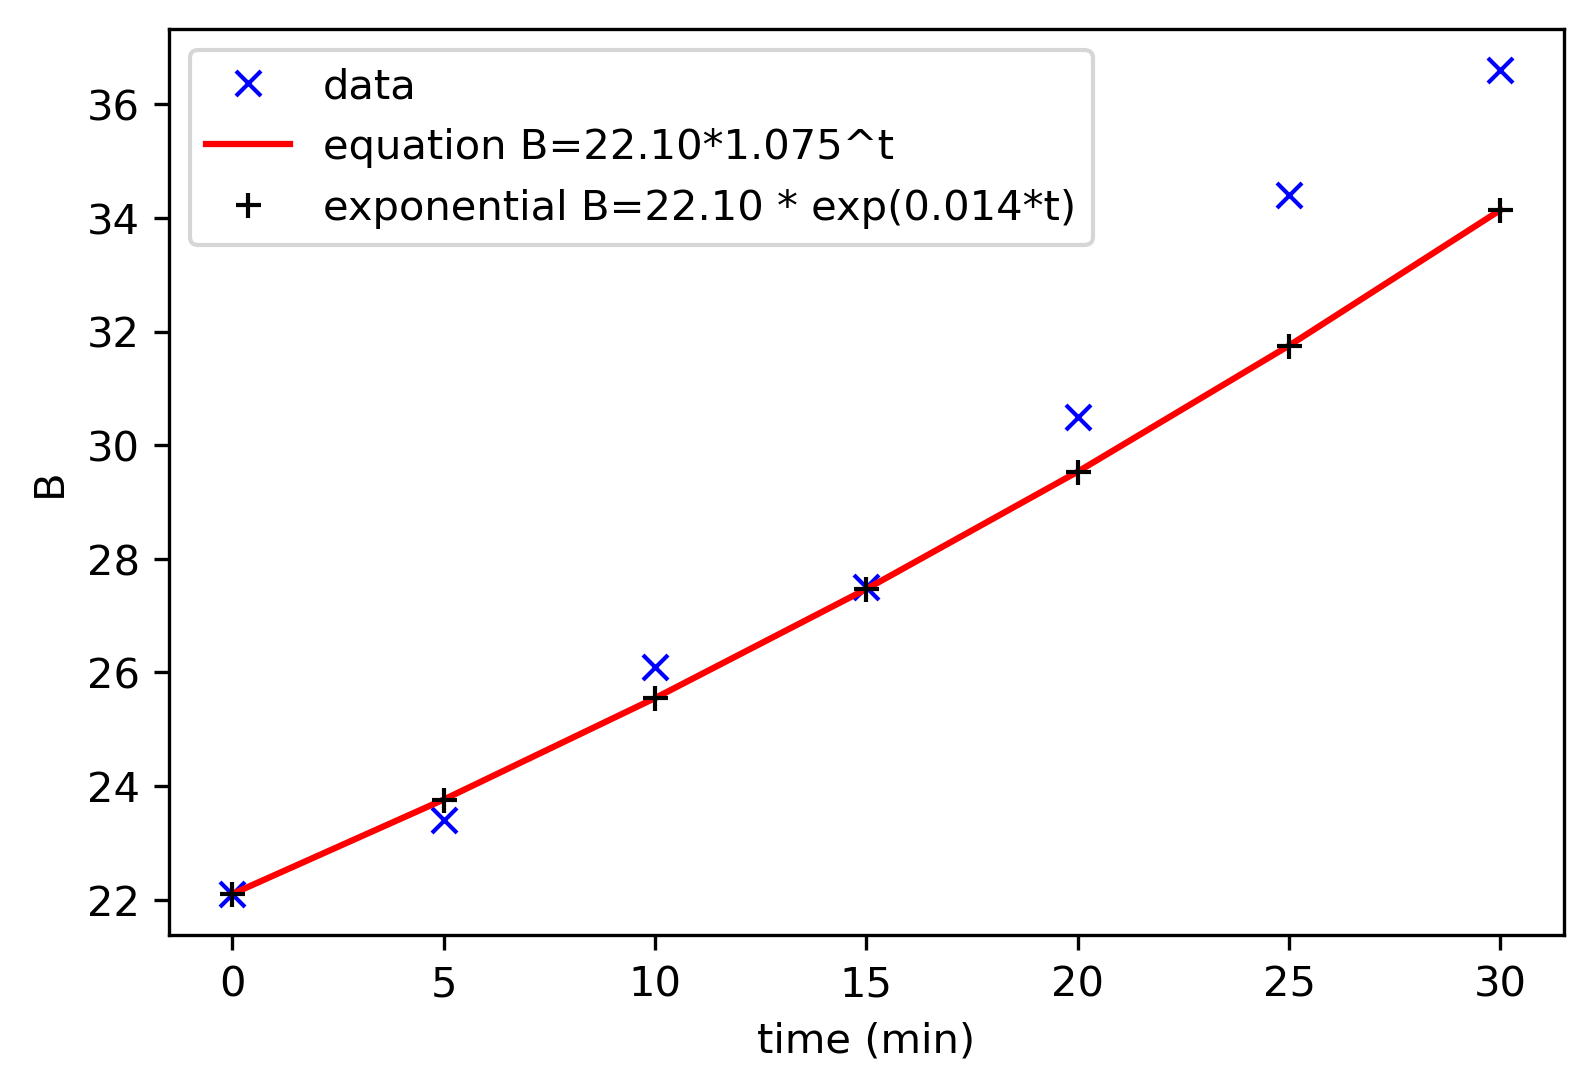 data
equation B=22.10*1.075^t
exponential B=22.10 * exp(0.014*t)
36
34
32
30
28
26
24
22
B
0 5 10 15 20 25 30
time (min)